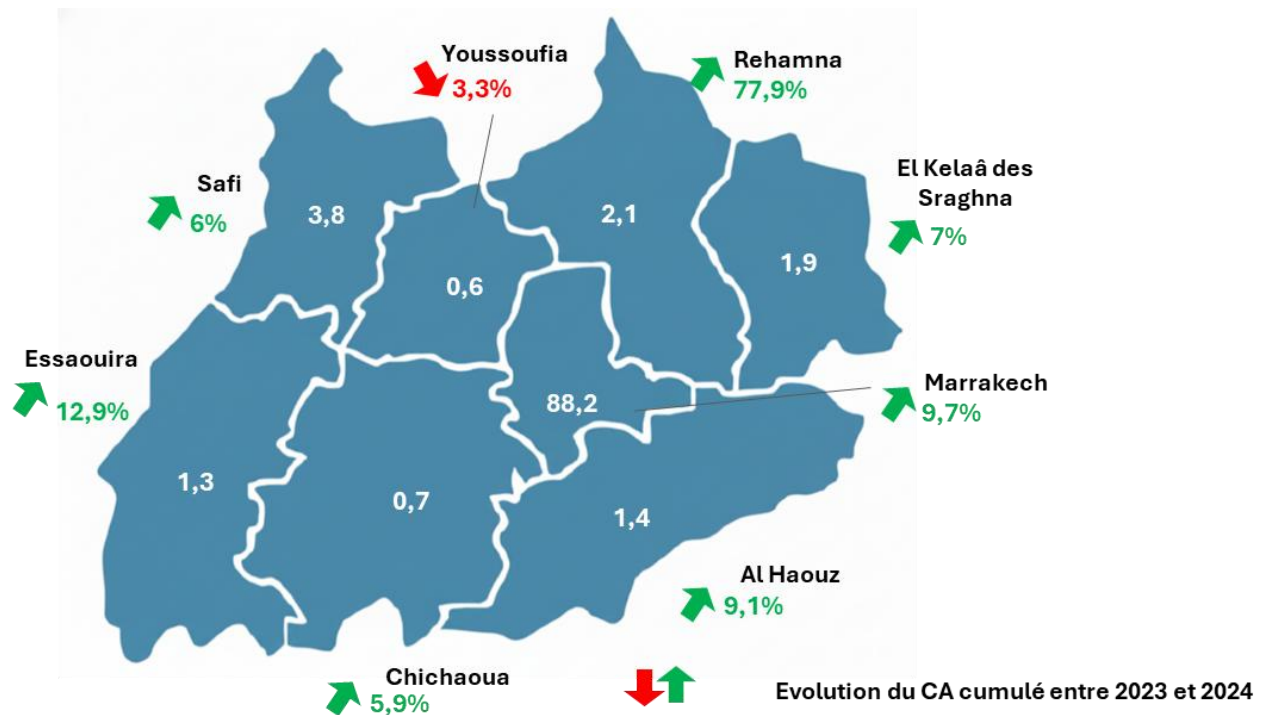 Youssoufia
3,3%
Rehamna
77,9%
Safi
6%
3,8
2,1
El Kelaâ des
Sraghna
7%
1,9
0,6
Essaouira
12,9%
88,2
Marrakech
9,7%
1,3
0,7
1,4
Al Haouz
9,1%
Chichaoua
5,9%
Evolution du CA cumulé entre 2023 et 2024